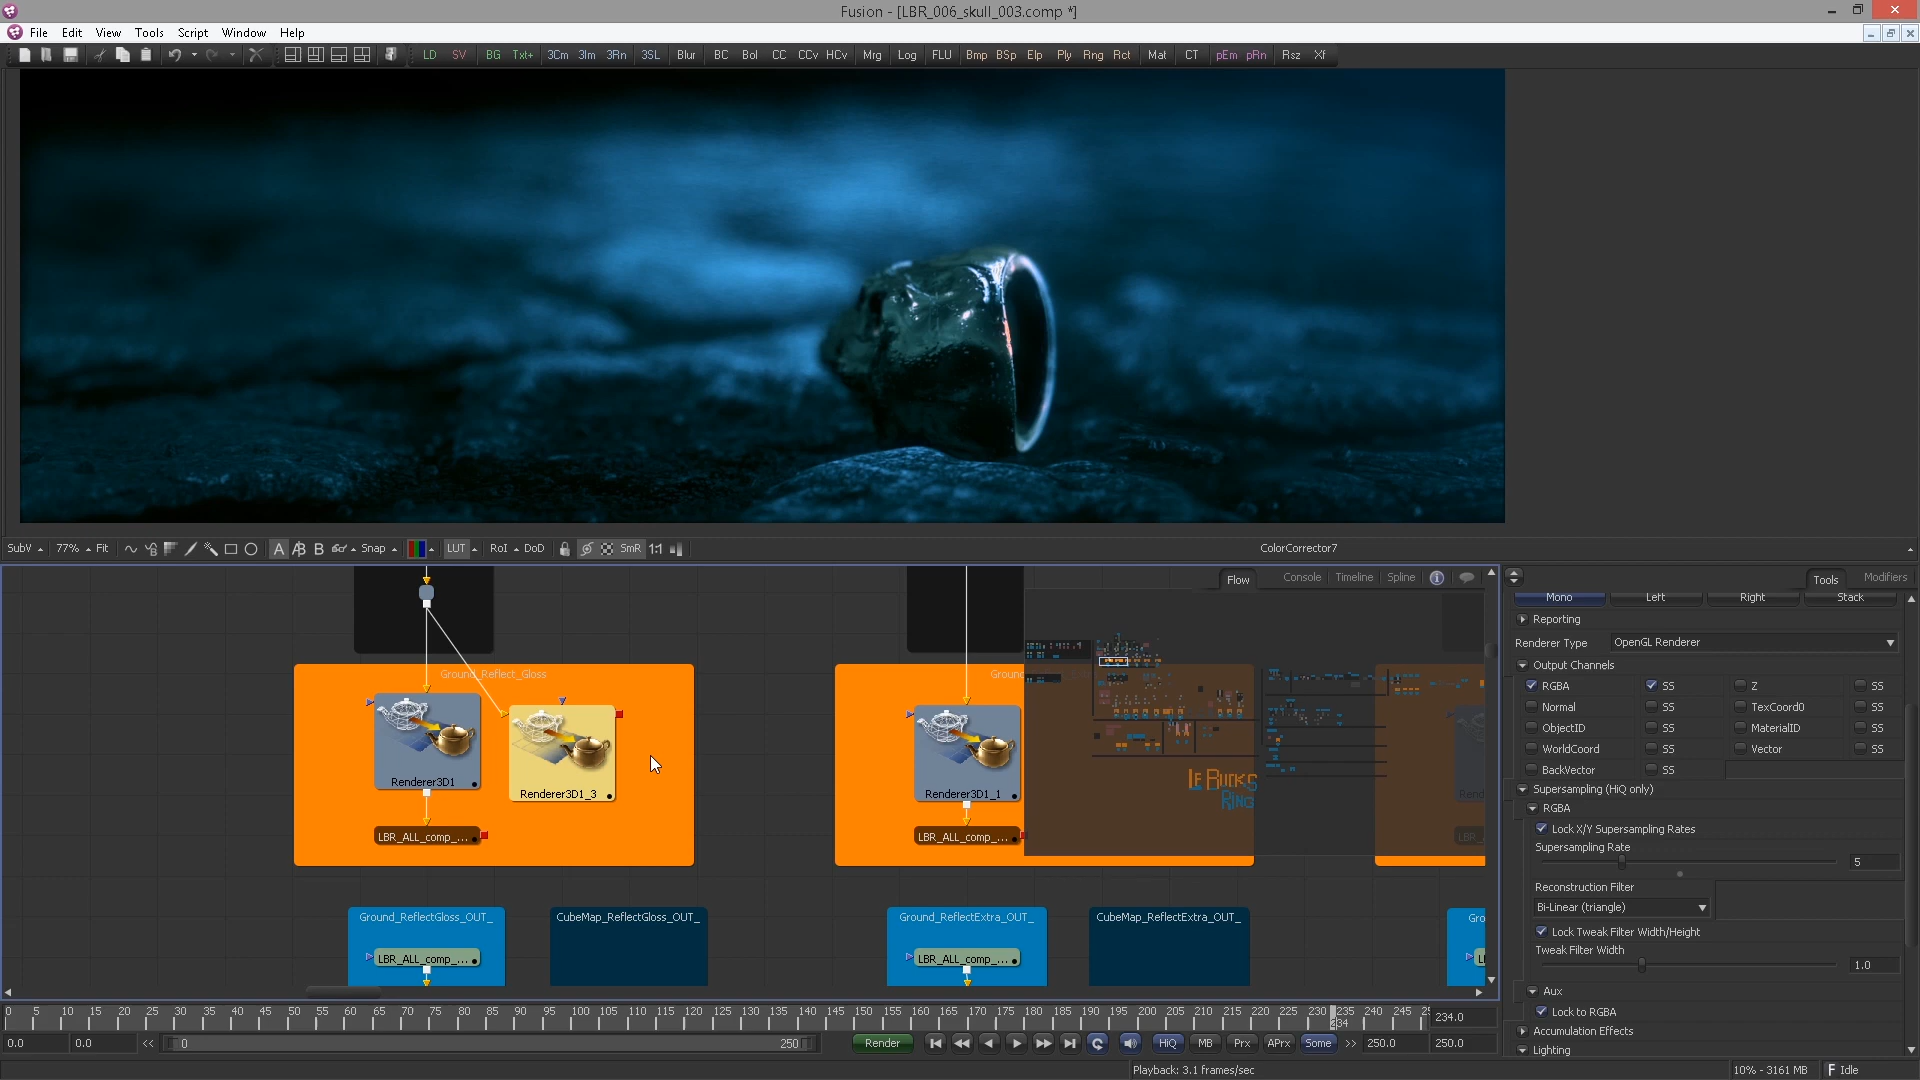 Fusion - [LBR_006_skull_003.comp *]
File Edit View Tools Script Window Help
LD SV BG Txt+ 3Cm 3Im 3Rn 3SL Blur BC Bol CC CCv HCv Mrg Log FLU Bmp BSp Elp Ply Rng Rct Mat CT pEm pRn Rsz Xf
SubV 77% Fit A B Snap LUT RoI DoD SmR 1:1 ColorCorrector7
Flow Console Timeline Spline Tools Modifiers
Mono Left Right Stack
Reporting
Renderer Type OpenGL Renderer
Output Channels
RGBA SS Z SS
Normal SS TexCoord0 SS
ObjectID SS MaterialID SS
WorldCoord SS Vector SS
BackVector SS
Supersampling (HiQ only)
RGBA
Lock X/Y Supersampling Rates
Supersampling Rate
5
Reconstruction Filter
Bi-Linear (triangle)
Lock Tweak Filter Width/Height
Tweak Filter Width
1.0
Aux
Lock to RGBA
Accumulation Effects
Lighting
Ground_Reflect_Gloss
Renderer3D1
Renderer3D1_3
LBR_ALL_comp_...
Renderer3D1_1
LBR_ALL_comp_...
Le Bucks
Ring
Ground_ReflectGloss_OUT_
CubeMap_ReflectGloss_OUT_
Ground_ReflectExtra_OUT_
CubeMap_ReflectExtra_OUT_
LBR_ALL_comp_...
LBR_ALL_comp_...
0 5 10 15 20 25 30 35 40 45 50 55 60 65 70 75 80 85 90 95 100 105 110 115 120 125 130 135 140 145 150 155 160 165 170 175 180 185 190 195 200 205 210 215 220 225 230 235 240 245
234.0
0.0 0.0 << 0 250 Render HiQ MB Prx APrx Some >> 250.0 250.0
Playback: 3.1 frames/sec
10% - 3161 MB
Idle